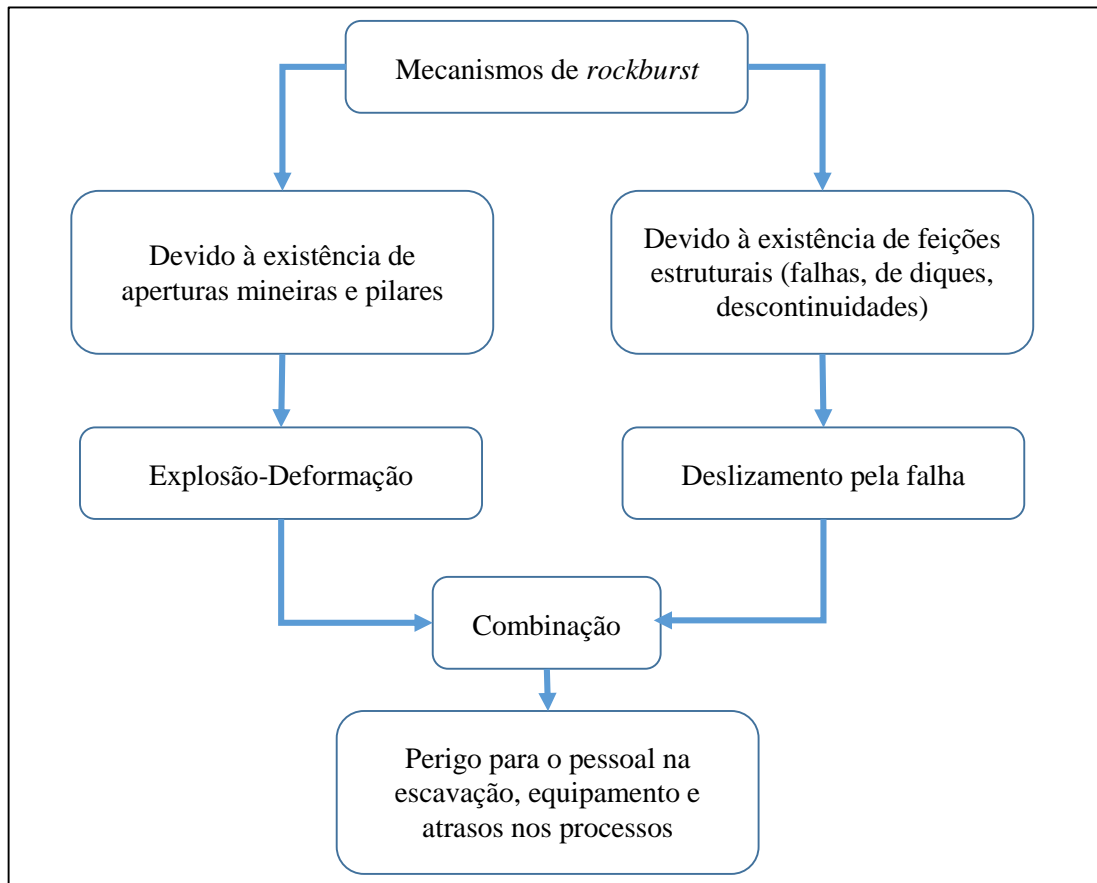 Mecanismos de rockburst
Devido à existência de
aperturas mineiras e pilares
Devido à existência de feições
estruturais (falhas, de diques,
descontinuidades)
Explosão-Deformação
Deslizamento pela falha
Combinação
Perigo para o pessoal na
escavação, equipamento e
atrasos nos processos